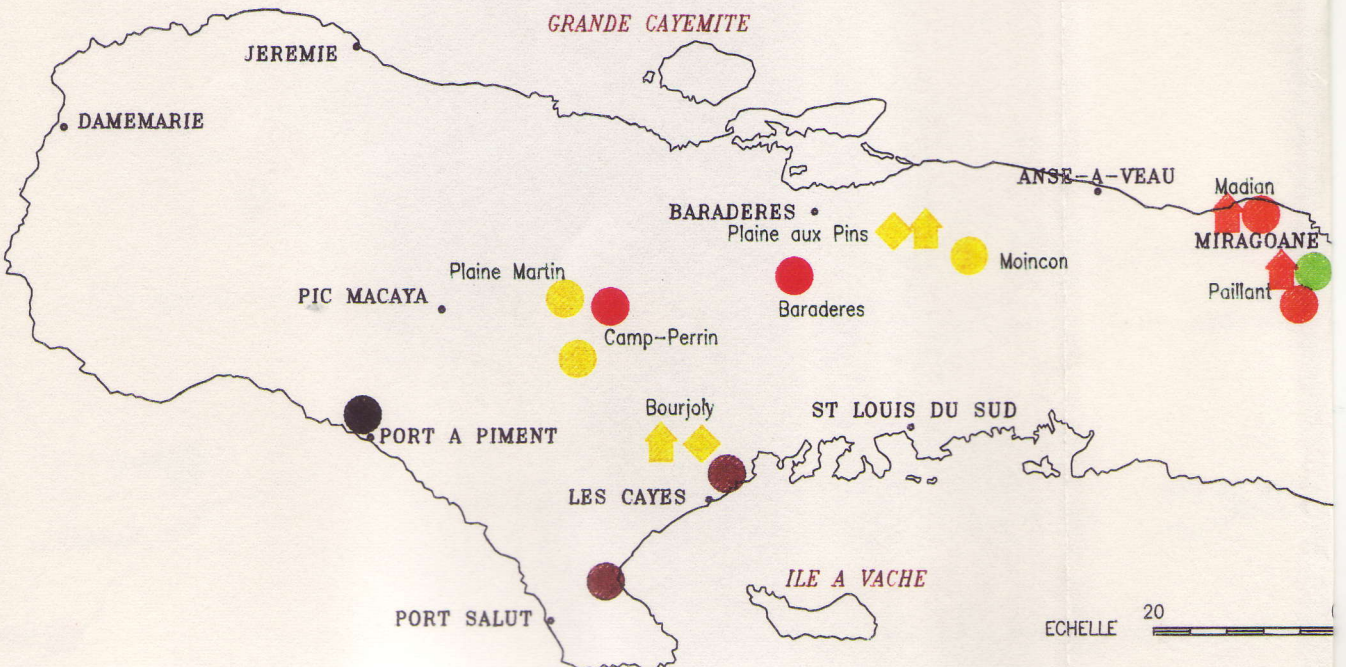 GRANDE CAYEMITE
JEREMIE
DAMEMARIE
ANSE-A-VEAU
Madian
BARADERES
Plaine aux Pins
MIRAGOANE
Moincon
Plaine Martin
PIC MACAYA
Paillant
Baraderes
Camp-Perrin
Bourjoly
ST LOUIS DU SUD
PORT A PIMENT
LES CAYES
ILE A VACHE
PORT SALUT
20
ECHELLE